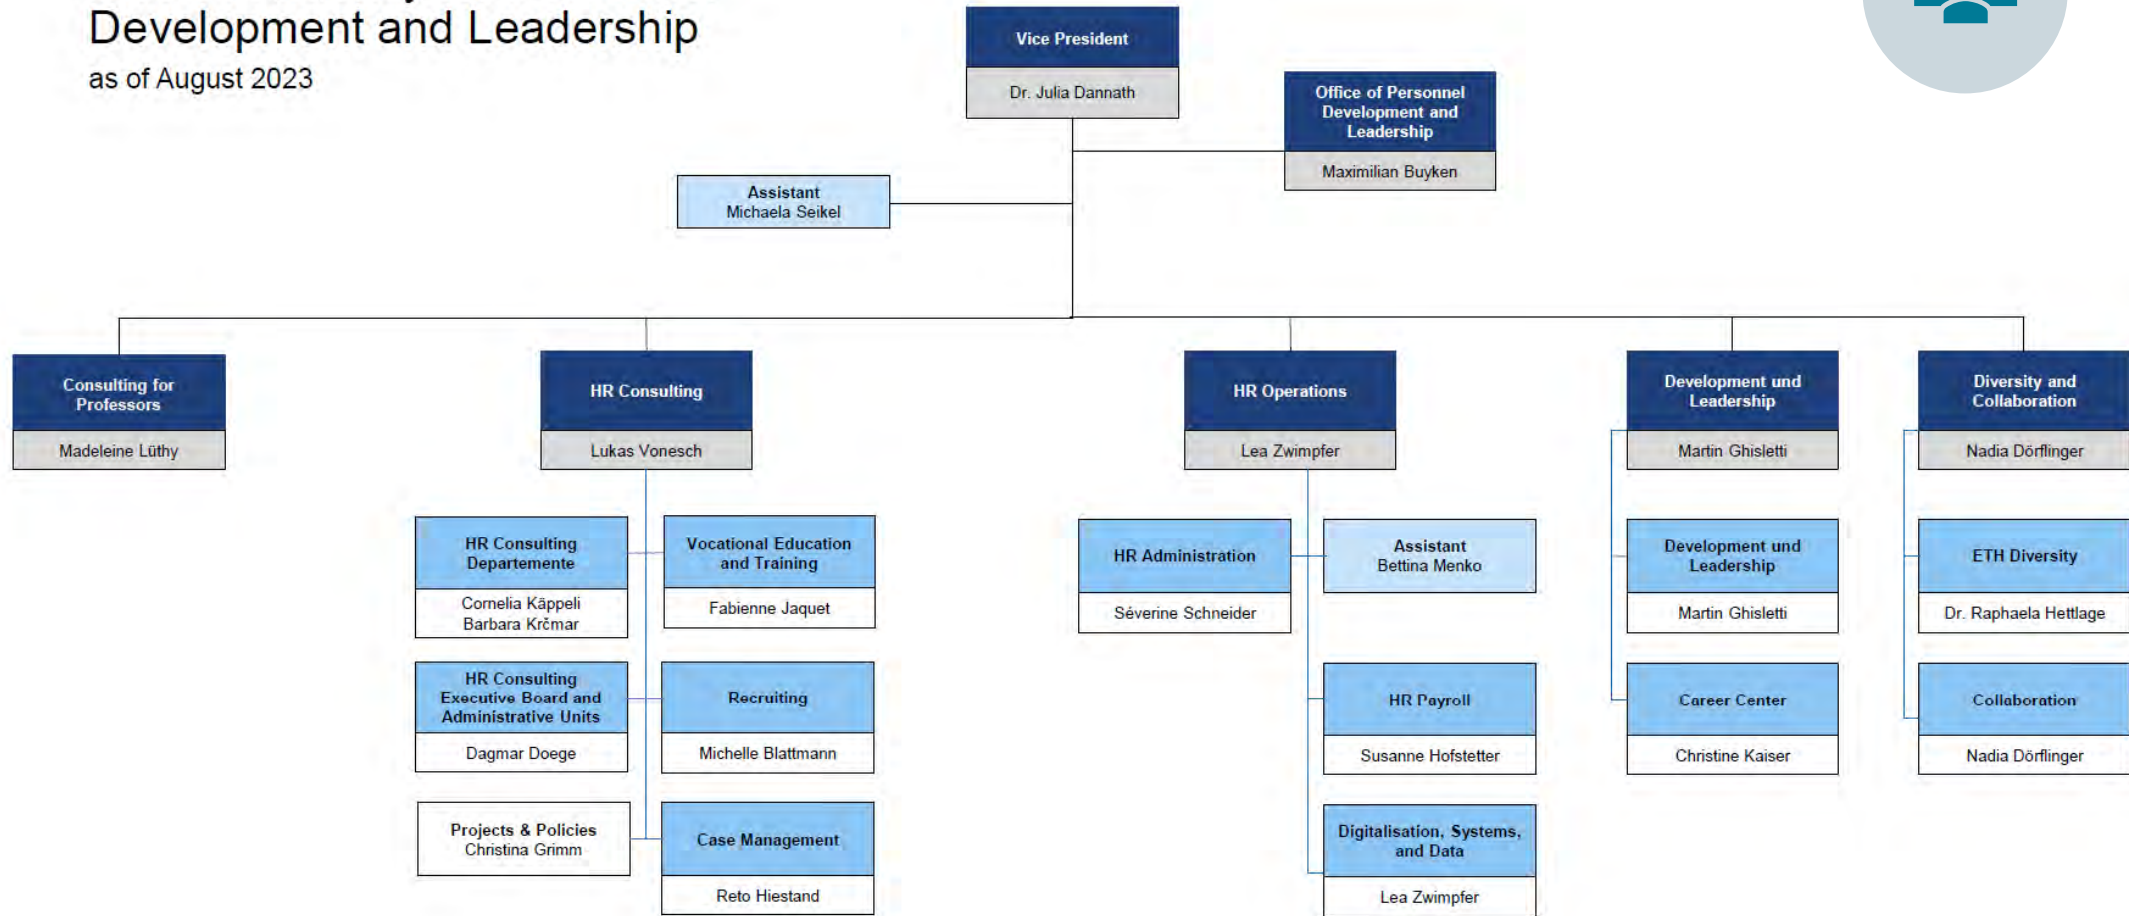 Development and Leadership
as of August 2023
Vice President
Dr. Julia Dannath
Office of Personnel
Development and
Leadership
Maximilian Buyken
Assistant
Michaela Seikel
Consulting for
Professors
Madeleine Lüthy
HR Consulting
Lukas Vonesch
HR Operations
Lea Zwimpfer
Development und
Leadership
Martin Ghisletti
Diversity and
Collaboration
Nadia Dörflinger
HR Consulting
Departemente
Cornelia Käppeli
Barbara Krčmar
Vocational Education
and Training
Fabienne Jaquet
HR Administration
Séverine Schneider
Assistant
Bettina Menko
Development und
Leadership
Martin Ghisletti
ETH Diversity
Dr. Raphaela Hettlage
HR Consulting
Executive Board and
Administrative Units
Dagmar Doege
Recruiting
Michelle Blattmann
HR Payroll
Susanne Hofstetter
Career Center
Christine Kaiser
Collaboration
Nadia Dörflinger
Projects & Policies
Christina Grimm
Case Management
Reto Hiestand
Digitalisation, Systems,
and Data
Lea Zwimpfer